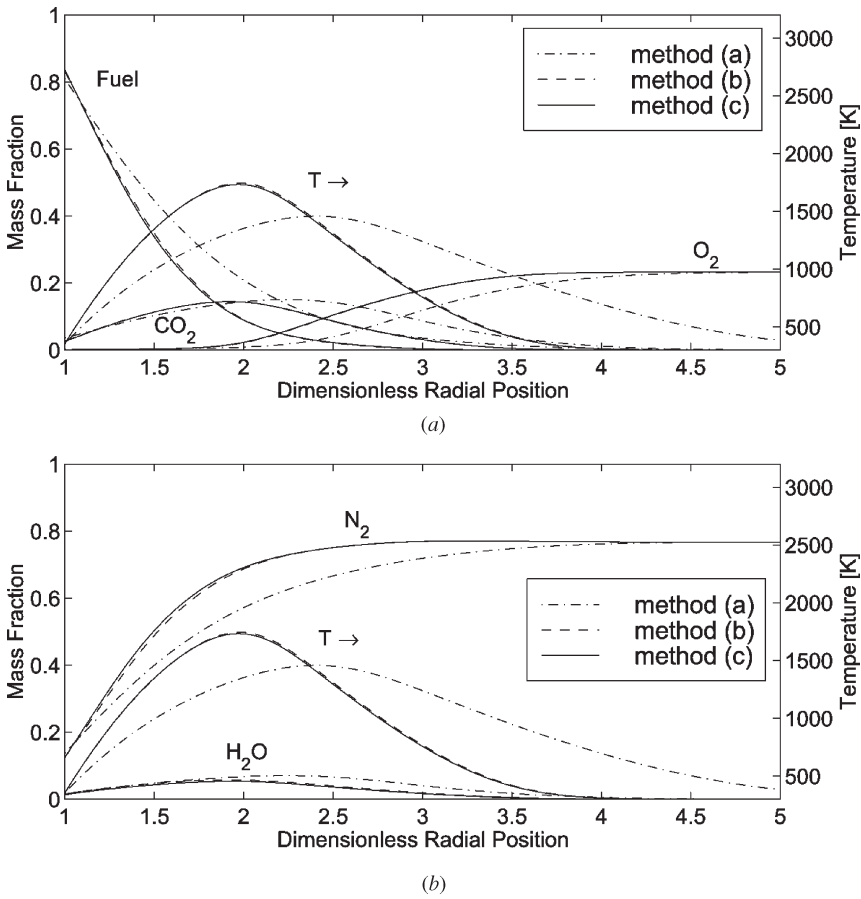 1
3000
method (a)
0.8
Fuel
method (b)
2500
method (c)
0.6
Mass Fraction
2000
Temperature [K]
T →
0.4
1500
O2
1000
0.2
CO2
500
0
1 1.5 2 2.5 3 3.5 4 4.5 5
Dimensionless Radial Position
(a)
1
3000
0.8
N2
2500
method (a)
0.6
method (b)
2000
Mass Fraction
T →
method (c)
Temperature [K]
0.4
1500
1000
0.2
H2O
500
0
1 1.5 2 2.5 3 3.5 4 4.5 5
Dimensionless Radial Position
(b)